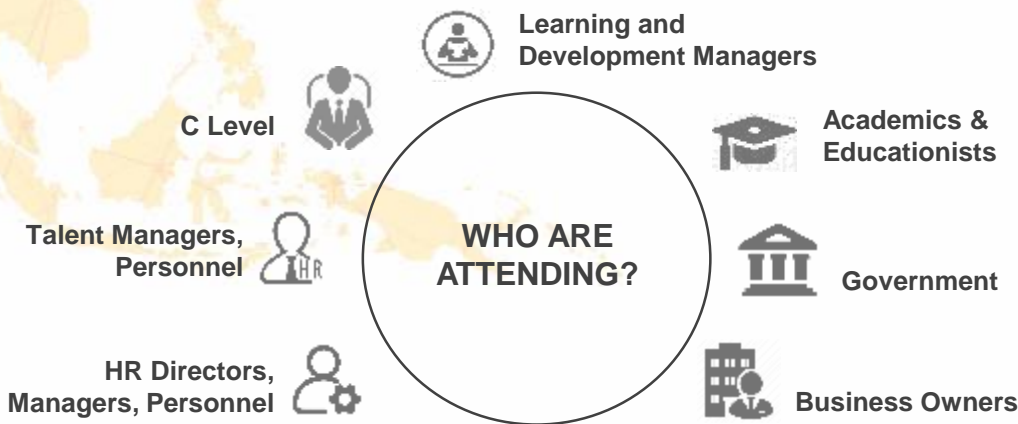 Learning and
Development Managers
C Level
Academics &
Educationists
Talent Managers,
Personnel
HR
WHO ARE
ATTENDING?
Government
HR Directors,
Managers, Personnel
Business Owners